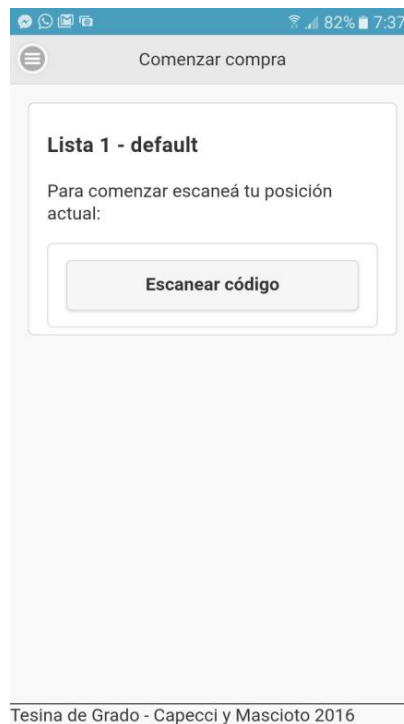 82% 7:37
Comenzar compra
Lista 1 - default
Para comenzar escaneá tu posición
actual:
Escanear código
Tesina de Grado - Capecci y Mascioto 2016